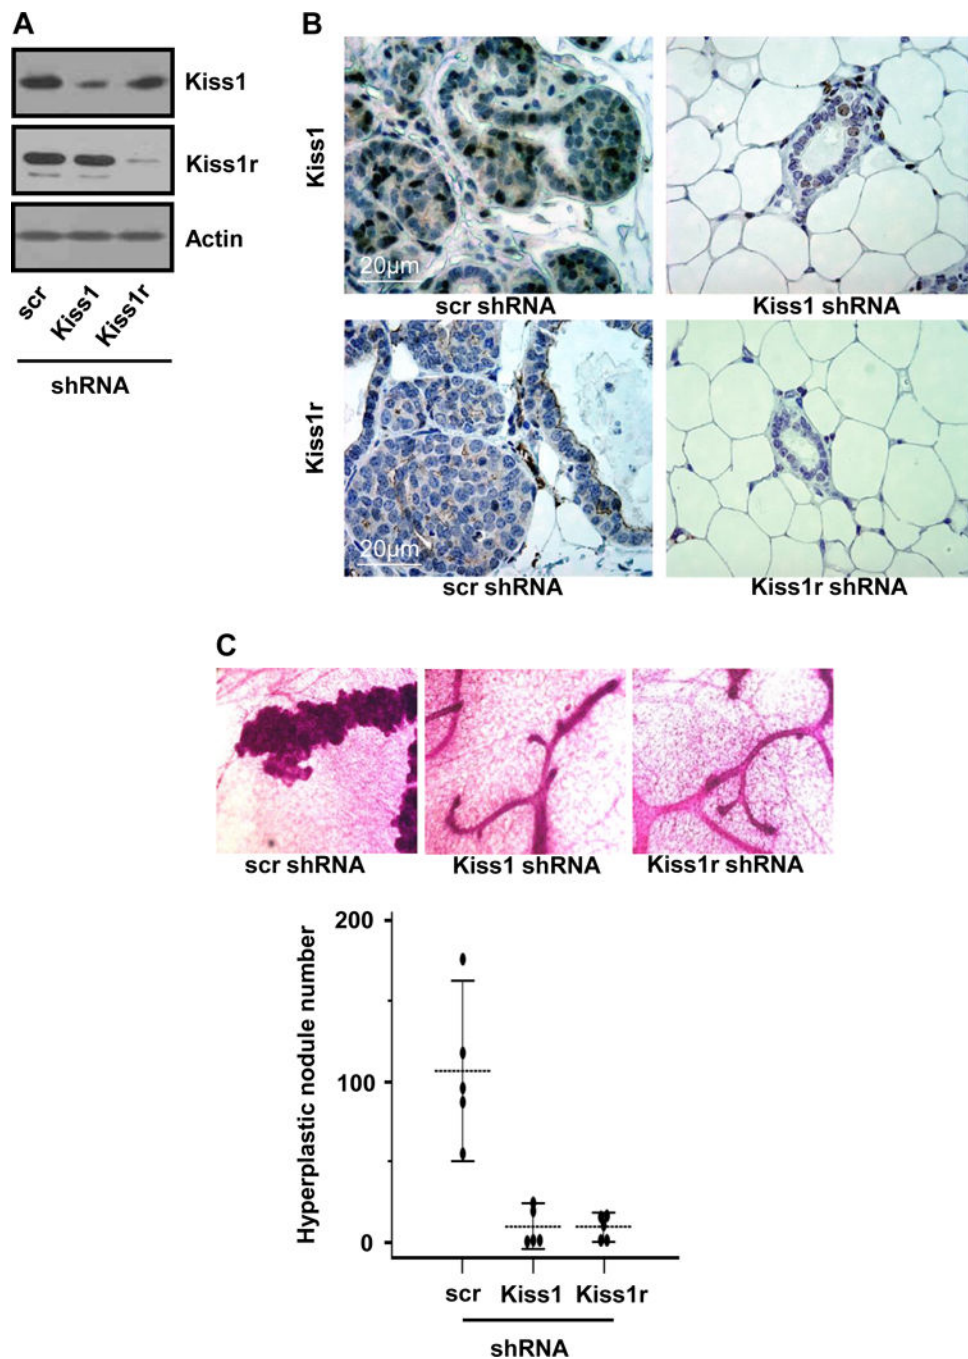 A
Kiss1
Kiss1r
Actin
scr
Kiss1
Kiss1r
shRNA
B
Kiss1
20µm
scr shRNA
Kiss1 shRNA
Kiss1r
20µm
scr shRNA
Kiss1r shRNA
C
scr shRNA
Kiss1 shRNA
Kiss1r shRNA
Hyperplastic nodule number
200
100
0
scr
Kiss1
Kiss1r
shRNA